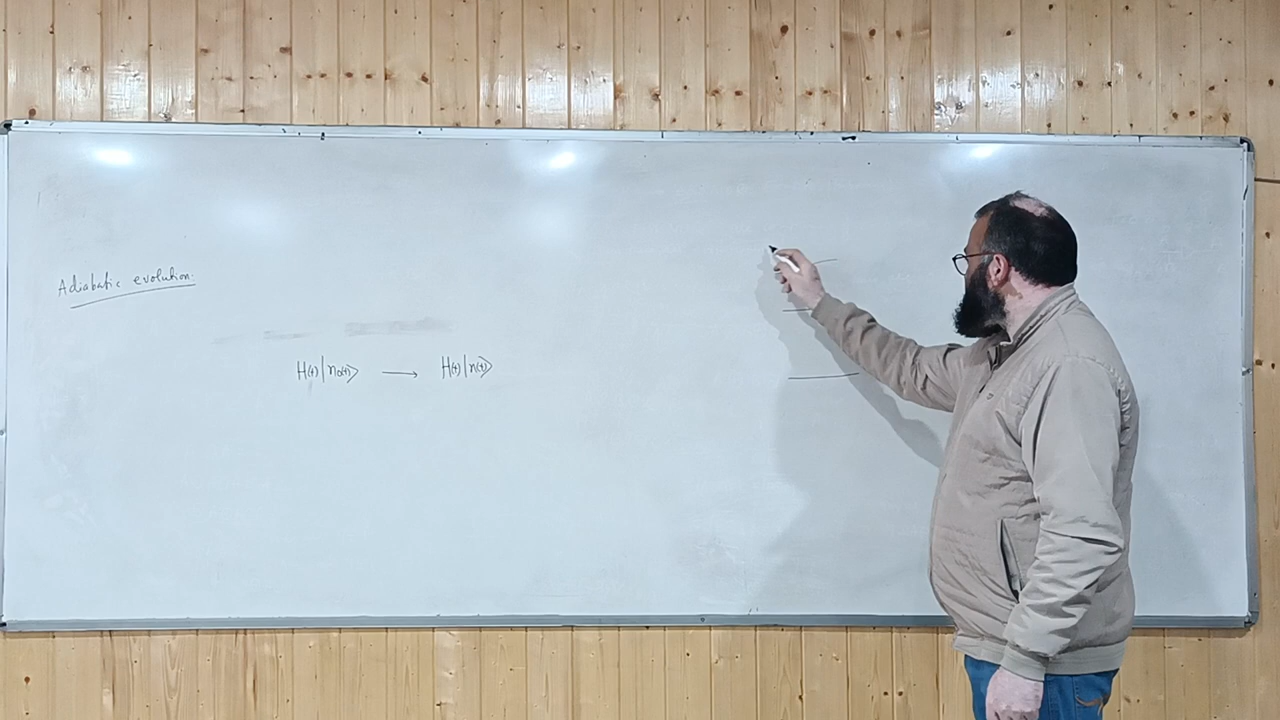 Adiabatic evolution.
H(t)|n(t)⟩ → H(t)|n(t)⟩